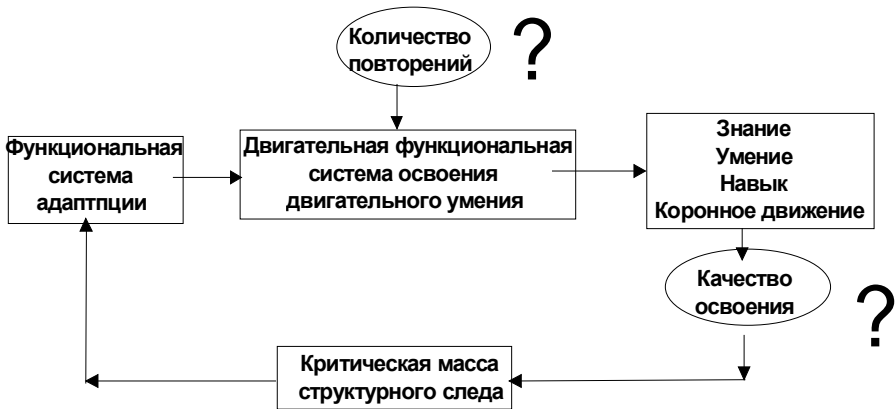 Количество
повторений
?
Функциональная
система
адаптпции
Двигательная функциональная
система освоения
двигательного умения
Знание
Умение
Навык
Коронное движение
Качество
освоения
?
Критическая масса
структурного следа